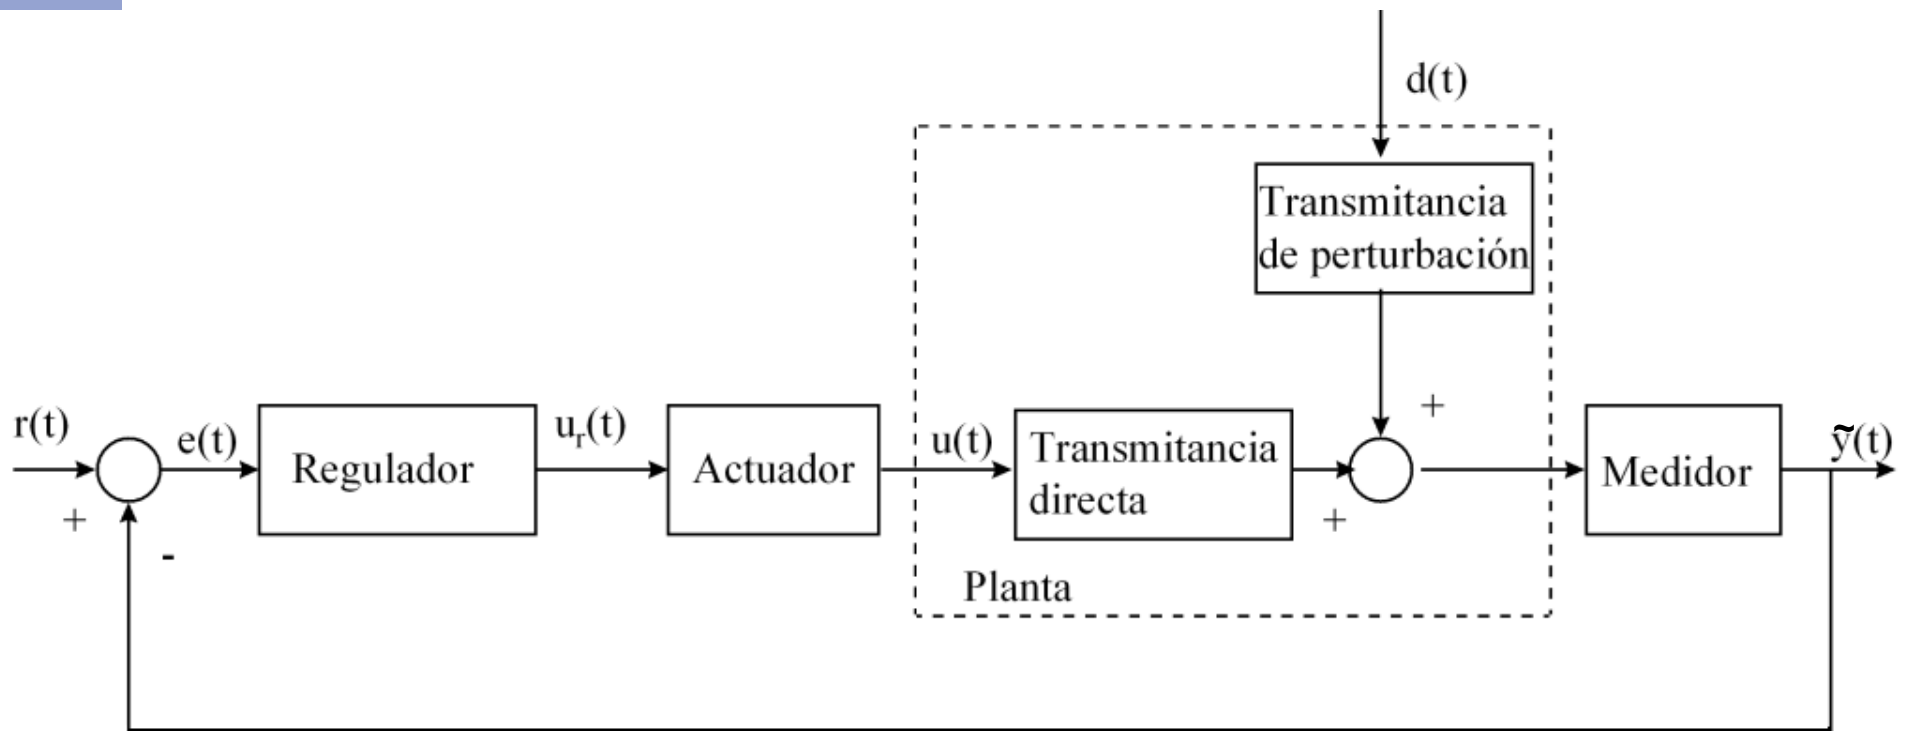 d(t)
Transmitancia
de perturbación
r(t)
+
-
e(t)
Regulador
uᵣ(t)
Actuador
u(t)
Transmitancia
directa
+
+
Planta
Medidor
ỹ(t)